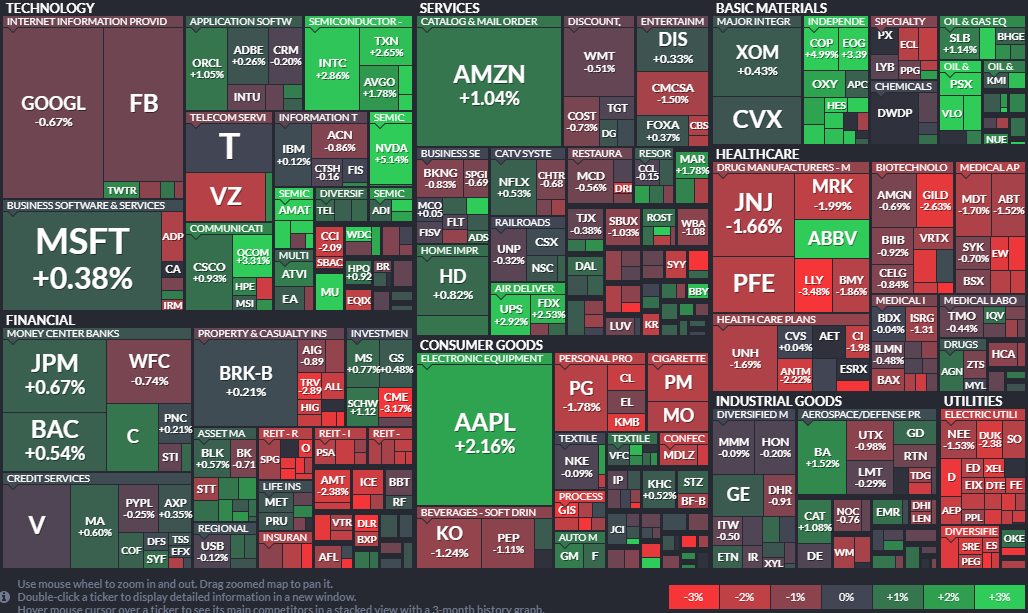 TECHNOLOGY
INTERNET INFORMATION PROVID
GOOGL
-0.67%
FB
TWTR
APPLICATION SOFTW
ORCL
+1.05%
ADBE
+0.26%
CRM
-0.20%
INTU
SEMICONDUCTOR -
INTC
+2.86%
TXN
+2.65%
AVGO
+1.78%
TELECOM SERVI
T
VZ
INFORMATION T
IBM
+0.12%
ACN
-0.86%
CTSH
-0.16
FIS
SEMIC
NVDA
+5.14%
BUSINESS SOFTWARE & SERVICES
MSFT
+0.38%
ADP
CA
IRM
COMMUNICATI
CSCO
+0.93%
QCOM
+3.31%
HPE
MSI
SEMIC
AMAT
DIVERSIF
TEL
SEMIC
ADI
MULTI
ATVI
EA
CCI
-2.09
SBAC
MU
WDC
HPQ
+0.92
BR
EQIX
FINANCIAL
MONEY CENTER BANKS
JPM
+0.67%
WFC
-0.74%
BAC
+0.54%
C
PNC
+0.21%
STI
PROPERTY & CASUALTY INS
BRK-B
+0.21%
AIG
-0.89
TRV
-2.89
ALL
HIG
INVESTMEN
MS
+0.77%
GS
+0.48%
SCHW
+1.12
CME
-3.17%
CREDIT SERVICES
V
MA
+0.60%
PYPL
-0.25%
AXP
+0.35%
COF
DFS
SYF
TSS
EFX
ASSET MA
BLK
+0.57%
BK
-0.71
STT
REGIONAL
USB
-0.12%
REIT - R
SPG
O
LIFE INS
MET
PRU
INSURAN
REIT - I
PSA
REIT -
AMT
-2.38%
ICE
BBT
RF
VTR
DLR
BXP
AFL
SERVICES
CATALOG & MAIL ORDER
AMZN
+1.04%
DISCOUNT,
WMT
-0.51%
COST
-0.73%
TGT
DG
ENTERTAINM
DIS
+0.33%
CMCSA
-1.50%
FOXA
+0.37%
CBS
BUSINESS SE
BKNG
-0.83%
SPGI
-0.69
MCO
+0.05
FISV
FLT
ADS
CATV SYSTE
NFLX
+0.53%
CHTR
-0.68
RESTAURA
MCD
-0.56%
DRI
RESOR
CCL
-0.15
MAR
+1.78%
HOME IMPR
HD
+0.82%
RAILROADS
UNP
-0.32%
CSX
NSC
AIR DELIVER
UPS
+2.92%
FDX
+2.53%
TJX
-0.38%
SBUX
-1.03%
ROST
WBA
-1.08
DAL
SYY
BBY
LUV
KR
CONSUMER GOODS
ELECTRONIC EQUIPMENT
AAPL
+2.16%
PERSONAL PRO
PG
-1.78%
CL
EL
KMB
CIGARETTE
PM
MO
TEXTILE
NKE
-0.09%
TEXTILE
VFC
CONFEC
MDLZ
PROCESS
GIS
IP
KHC
+0.52%
STZ
BF-B
BEVERAGES - SOFT DRIN
KO
-1.24%
PEP
-1.11%
AUTO M
GM
F
JCI
BASIC MATERIALS
MAJOR INTEGR
XOM
+0.43%
CVX
INDEPENDE
COP
+4.99%
EOG
+3.39
OXY
APC
HES
SPECIALTY
PX
ECL
LYB
PPG
CHEMICALS
DWDP
OIL & GAS EQ
SLB
+1.14%
BHGE
OIL &
PSX
VLO
OIL &
KMI
NUE
HEALTHCARE
DRUG MANUFACTURERS - M
JNJ
-1.66%
MRK
-1.99%
ABBV
PFE
LLY
-3.48%
BMY
-1.86%
BIOTECHNOLO
AMGN
-0.69%
GILD
-2.63%
BIIB
-0.92%
VRTX
CELG
-0.84%
MEDICAL AP
MDT
-1.70%
ABT
-1.52%
SYK
-0.70%
EW
BSX
HEALTH CARE PLANS
UNH
-1.69%
CVS
+0.04%
AET
CI
-1.98
ANTM
-2.22%
ESRX
MEDICAL I
BDX
-0.04%
ISRG
-1.31
ILMN
-0.48%
BAX
MEDICAL LABO
TMO
-0.44%
IQV
DRUGS
AGN
ZTS
MYL
HCA
INDUSTRIAL GOODS
DIVERSIFIED M
MMM
-0.09%
HON
-0.20%
GE
DHR
-0.91
ITW
-0.50
ETN
IR
XYL
AEROSPACE/DEFENSE PR
BA
+1.52%
UTX
-0.98%
GD
LMT
-0.29%
RTN
TDG
CAT
+1.08%
NOC
-0.76
EMR
DHI
LEN
DE
WM
UTILITIES
ELECTRIC UTILI
NEE
-1.53%
DUK
-2.38
SO
D
ED
XEL
EIX
DTE
FE
AEP
PPL
DIVERSIFIE
SRE
ES
PEG
OKE
Use mouse wheel to zoom in and out. Drag zoomed map to pan it.
Double-click a ticker to display detailed information in a new window.
Hover mouse cursor over a ticker to see its main competitors in a stacked view with a 3-month history graph.
-3% -2% -1% 0% +1% +2% +3%